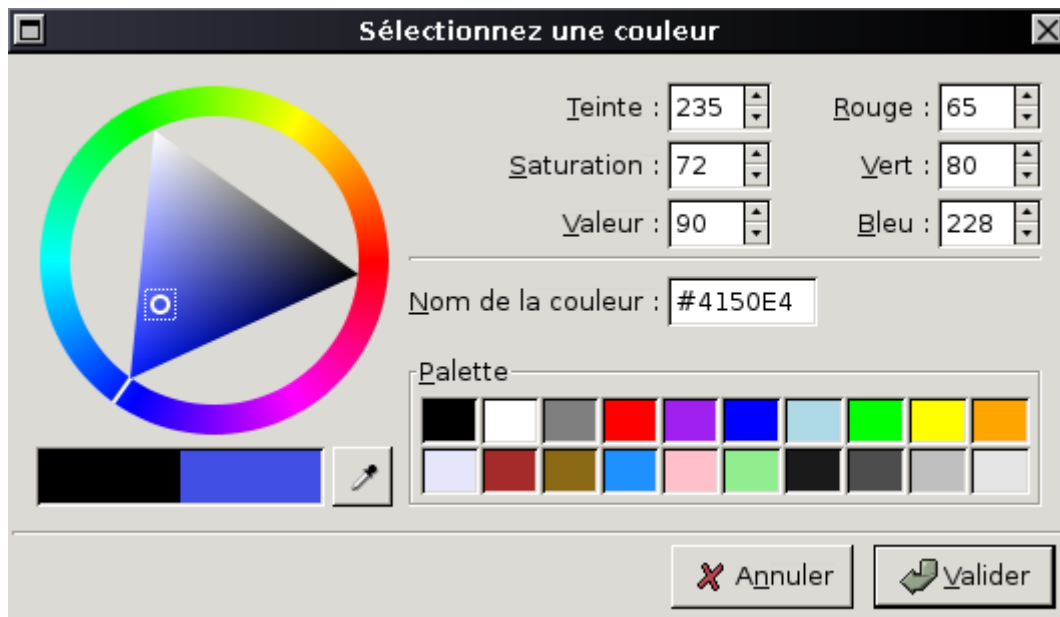 Sélectionnez une couleur
Teinte : 235 Rouge : 65
Saturation : 72 Vert : 80
Valeur : 90 Bleu : 228
Nom de la couleur : #4150E4
Palette
Annuler Valider